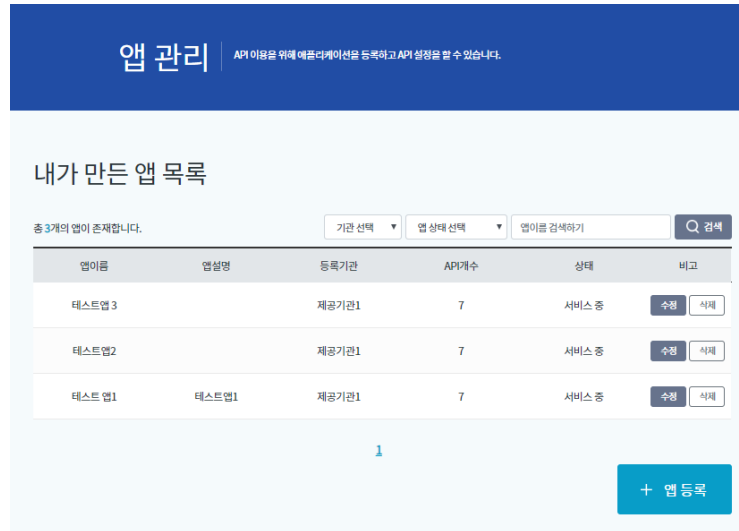 앱 관리
API 이용을 위해 애플리케이션을 등록하고 API 설정을 할 수 있습니다.
내가 만든 앱 목록
총 3개의 앱이 존재합니다.
기관 선택 ▼ 앱 상태 선택 ▼ 앱이름 검색하기 검색
앱이름 앱설명 등록기관 API개수 상태 비고
테스트앱 3 제공기관1 7 서비스 중 수정 삭제
테스트앱2 제공기관1 7 서비스 중 수정 삭제
테스트 앱1 테스트앱1 제공기관1 7 서비스 중 수정 삭제
1
+ 앱 등록